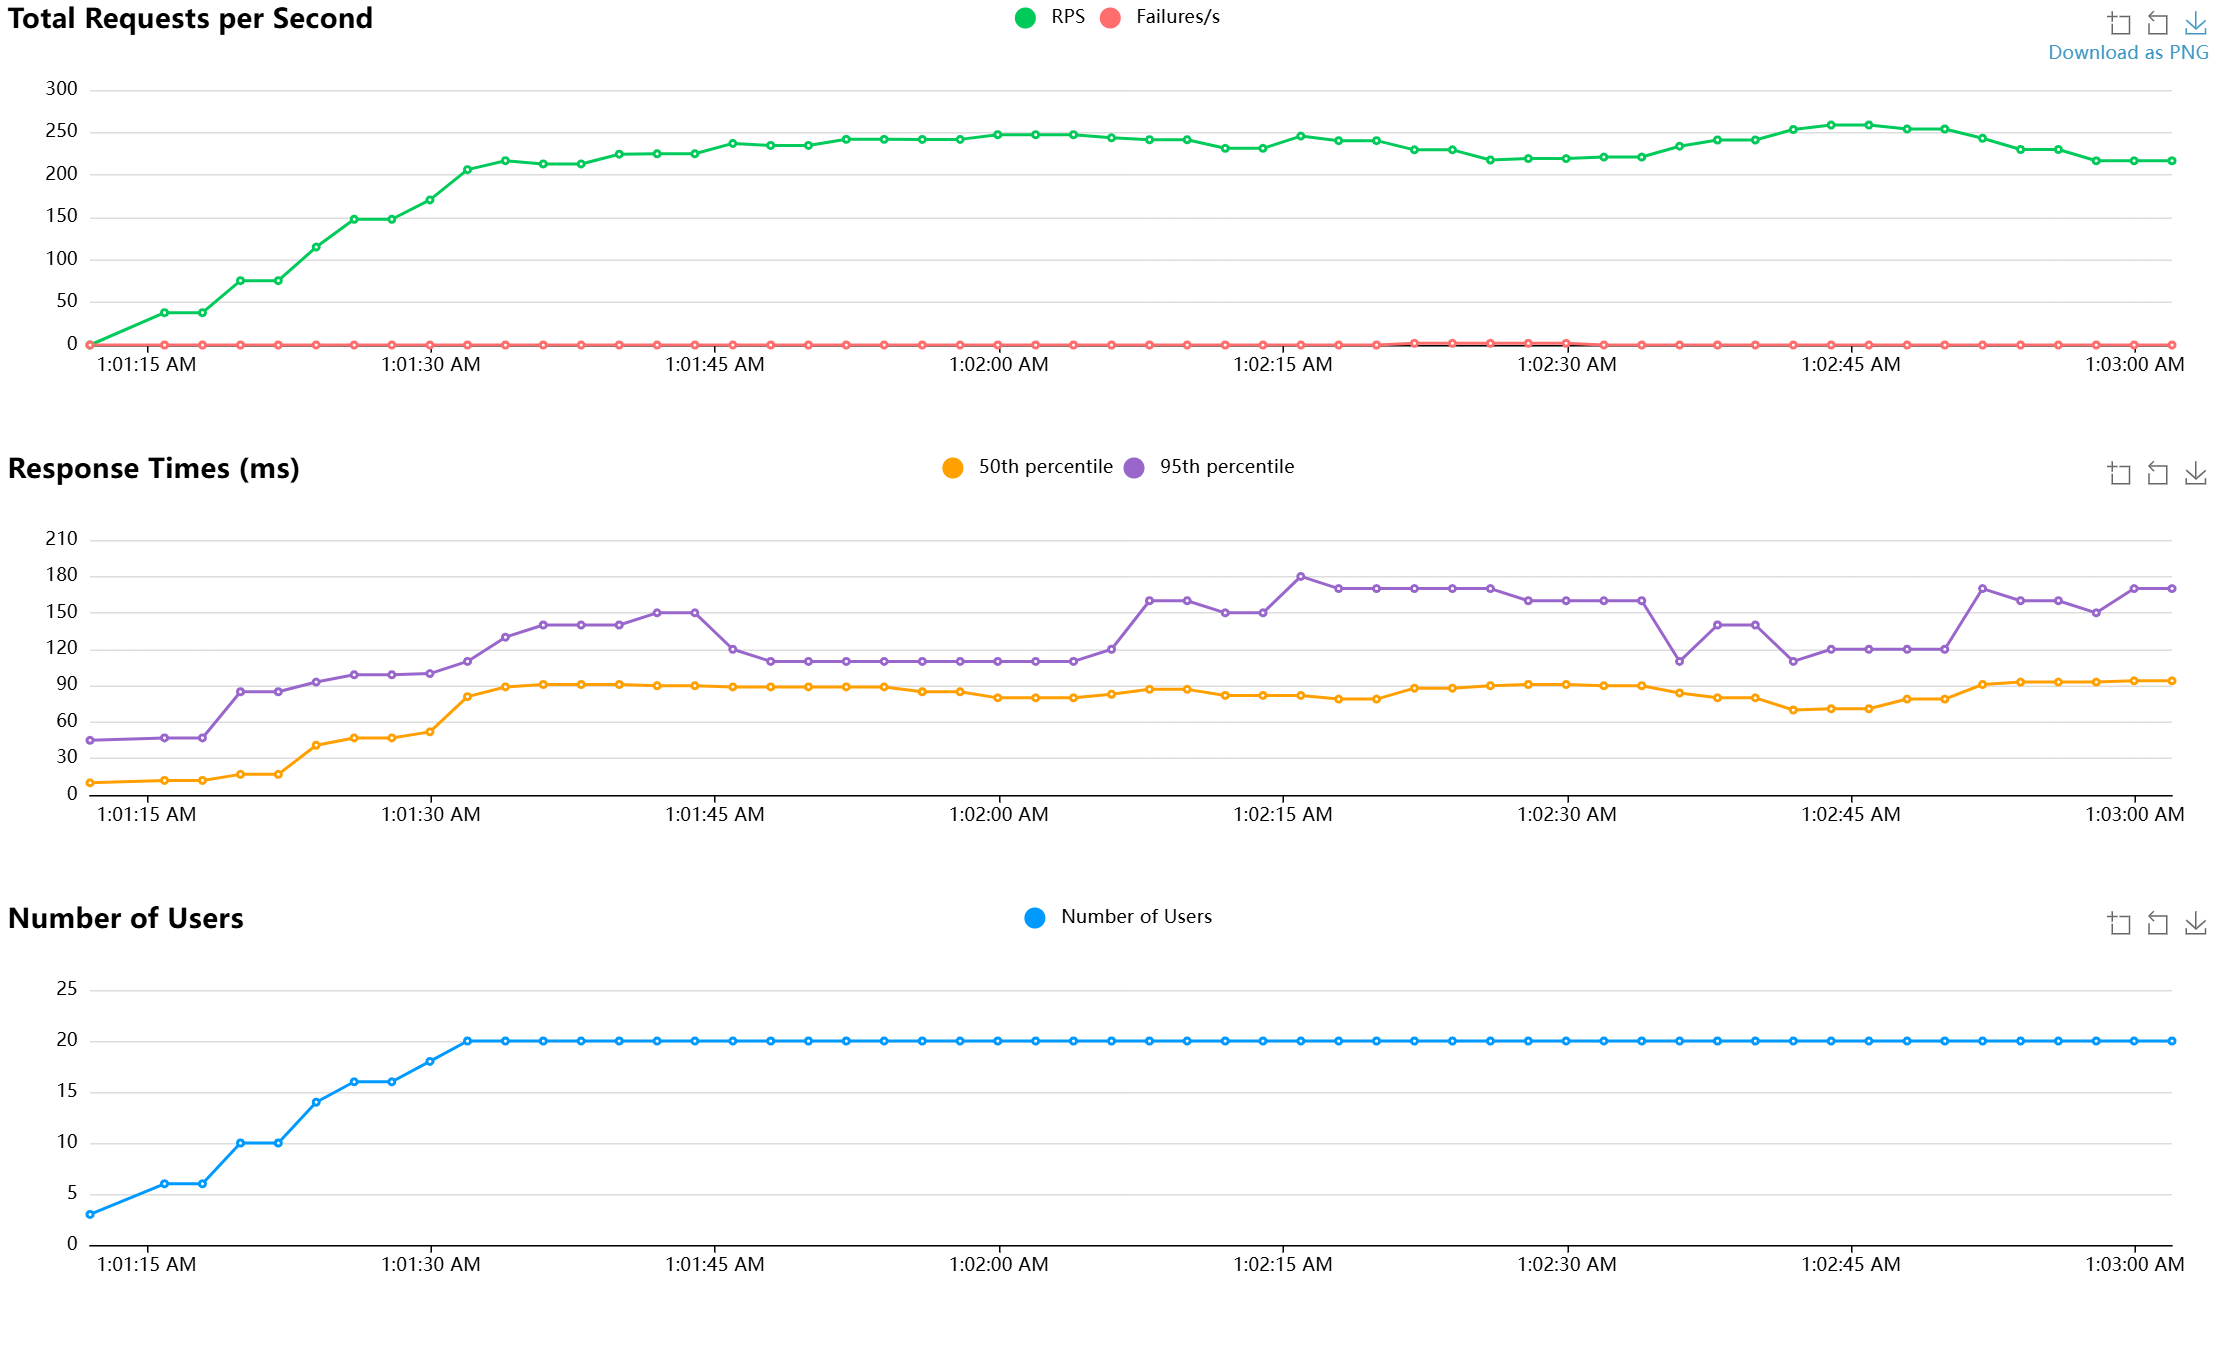 Total Requests per Second
RPS Failures/s
Download as PNG
300
250
200
150
100
50
0
1:01:15 AM 1:01:30 AM 1:01:45 AM 1:02:00 AM 1:02:15 AM 1:02:30 AM 1:02:45 AM 1:03:00 AM
Response Times (ms)
50th percentile 95th percentile
210
180
150
120
90
60
30
0
1:01:15 AM 1:01:30 AM 1:01:45 AM 1:02:00 AM 1:02:15 AM 1:02:30 AM 1:02:45 AM 1:03:00 AM
Number of Users
Number of Users
25
20
15
10
5
0
1:01:15 AM 1:01:30 AM 1:01:45 AM 1:02:00 AM 1:02:15 AM 1:02:30 AM 1:02:45 AM 1:03:00 AM